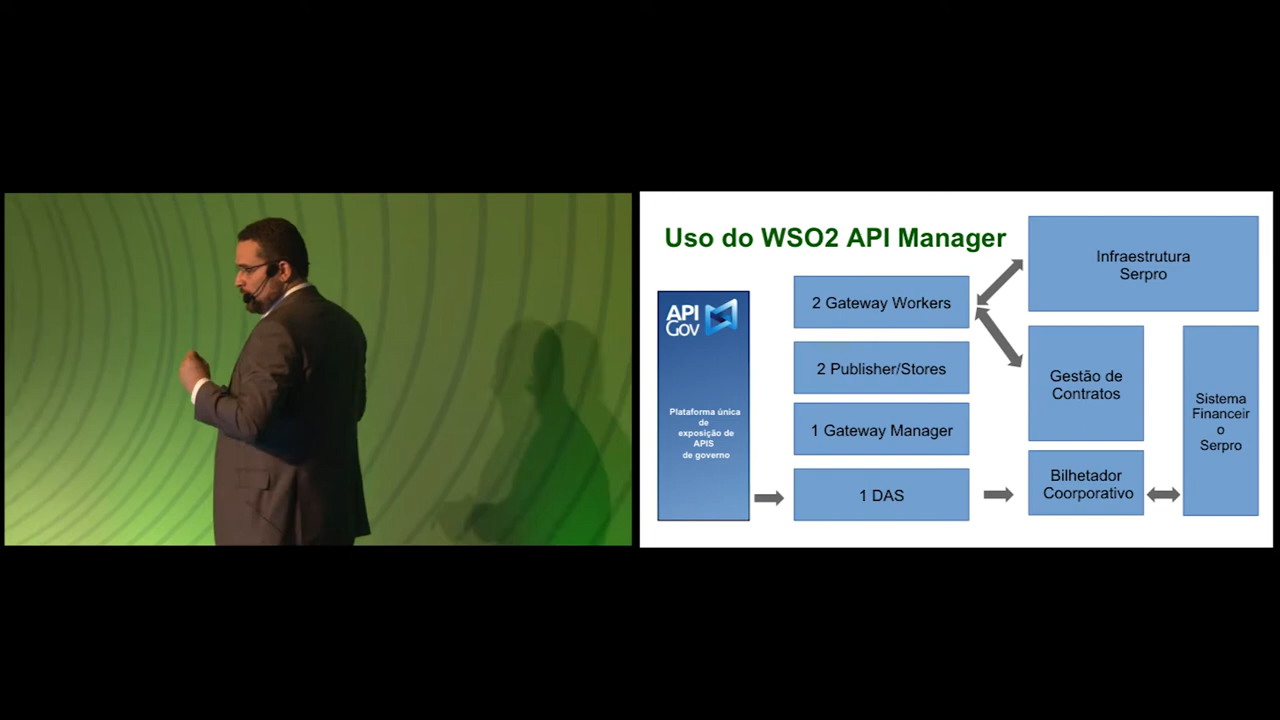 Uso do WSO2 API Manager
API
Gov
Plataforma única
de
exposição de
APIS
de governo
2 Gateway Workers
2 Publisher/Stores
1 Gateway Manager
1 DAS
Infraestrutura
Serpro
Gestão de
Contratos
Bilhetador
Coorporativo
Sistema
Financeir
o
Serpro